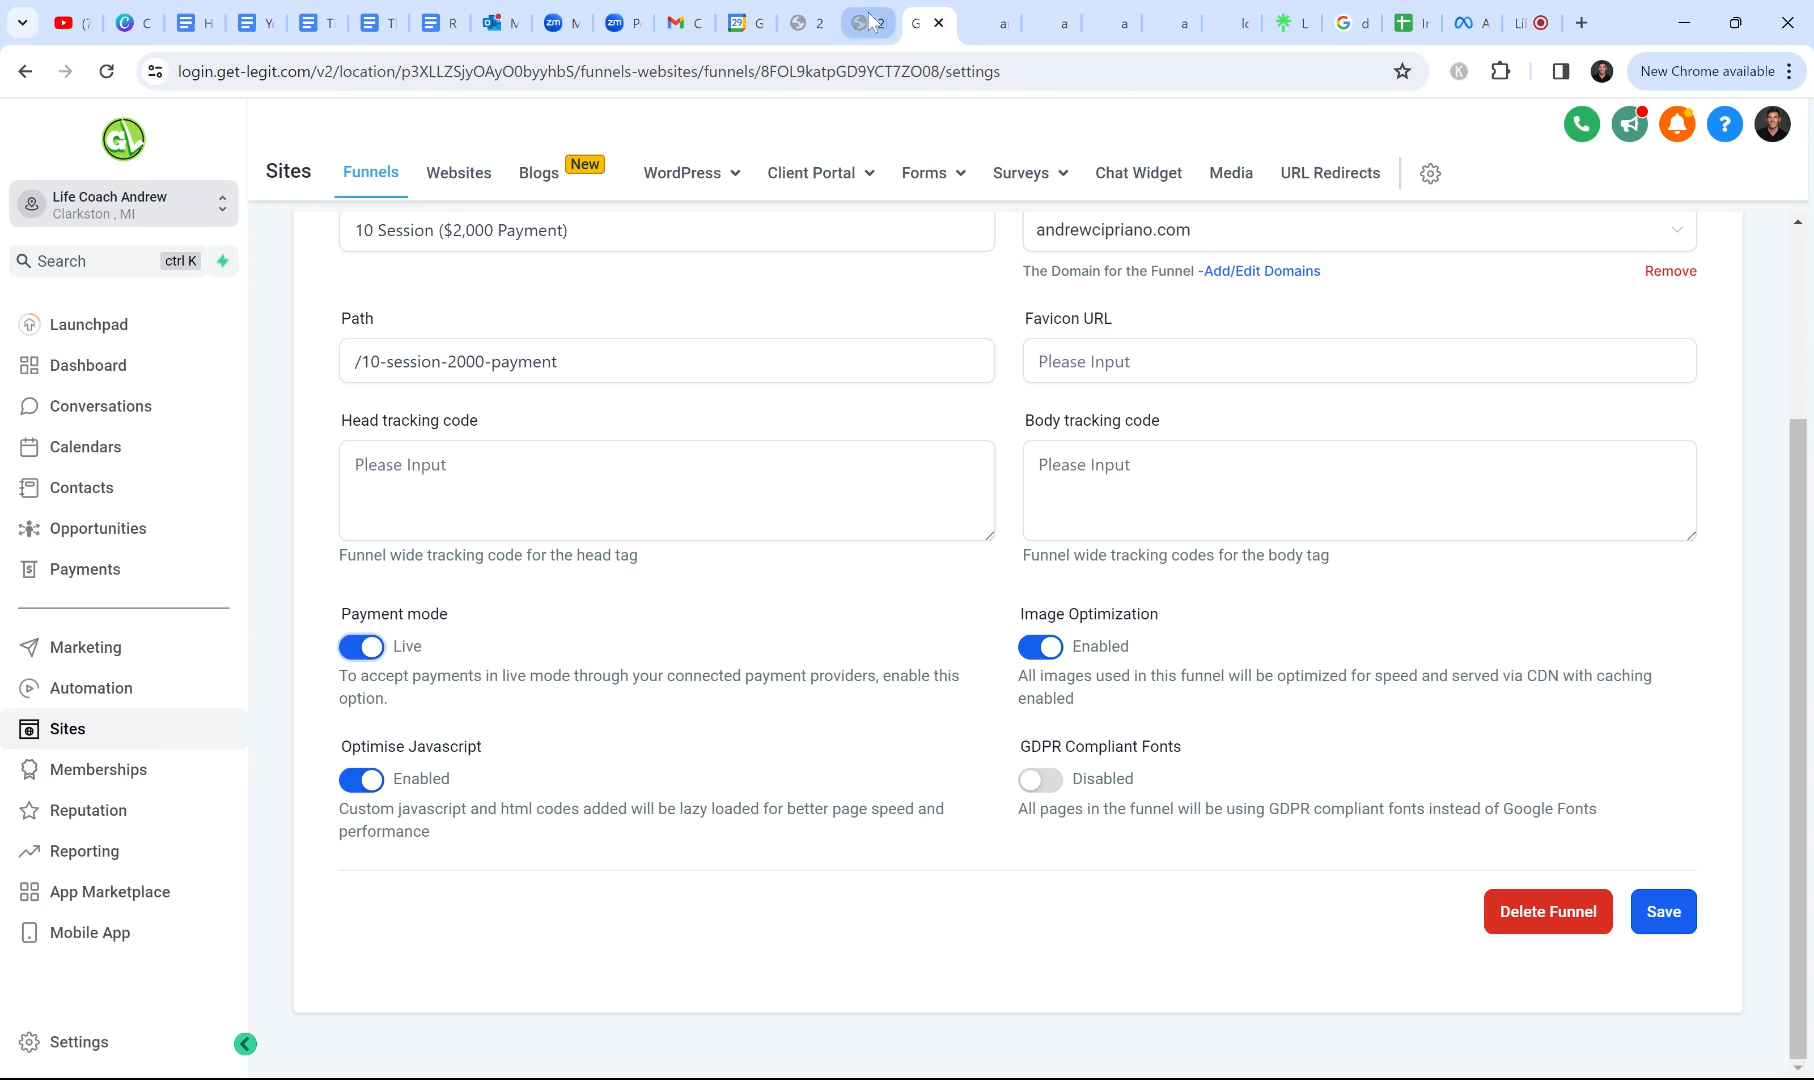 (7
C
H
Y
T
Tl
R
M
M
P
C
G
2
2
G
a
a
a
a
lc
L
d
Ir
A
Lil
login.get-legit.com/v2/location/p3XLLZSjyOAyO0byyhbS/funnels-websites/funnels/8FOL9katpGD9YCT7ZO08/settings
K
New Chrome available
GL
Life Coach Andrew
Clarkston , MI
Search
ctrl K
Launchpad
Dashboard
Conversations
Calendars
Contacts
Opportunities
Payments
Marketing
Automation
Sites
Memberships
Reputation
Reporting
App Marketplace
Mobile App
Settings
Sites
Funnels
Websites
Blogs
New
WordPress
Client Portal
Forms
Surveys
Chat Widget
Media
URL Redirects
10 Session ($2,000 Payment)
andrewcipriano.com
The Domain for the Funnel -Add/Edit Domains
Remove
Path
Favicon URL
/10-session-2000-payment
Please Input
Head tracking code
Body tracking code
Please Input
Please Input
Funnel wide tracking code for the head tag
Funnel wide tracking codes for the body tag
Payment mode
Image Optimization
Live
Enabled
To accept payments in live mode through your connected payment providers, enable this
option.
All images used in this funnel will be optimized for speed and served via CDN with caching
enabled
Optimise Javascript
GDPR Compliant Fonts
Enabled
Disabled
Custom javascript and html codes added will be lazy loaded for better page speed and
performance
All pages in the funnel will be using GDPR compliant fonts instead of Google Fonts
Delete Funnel
Save